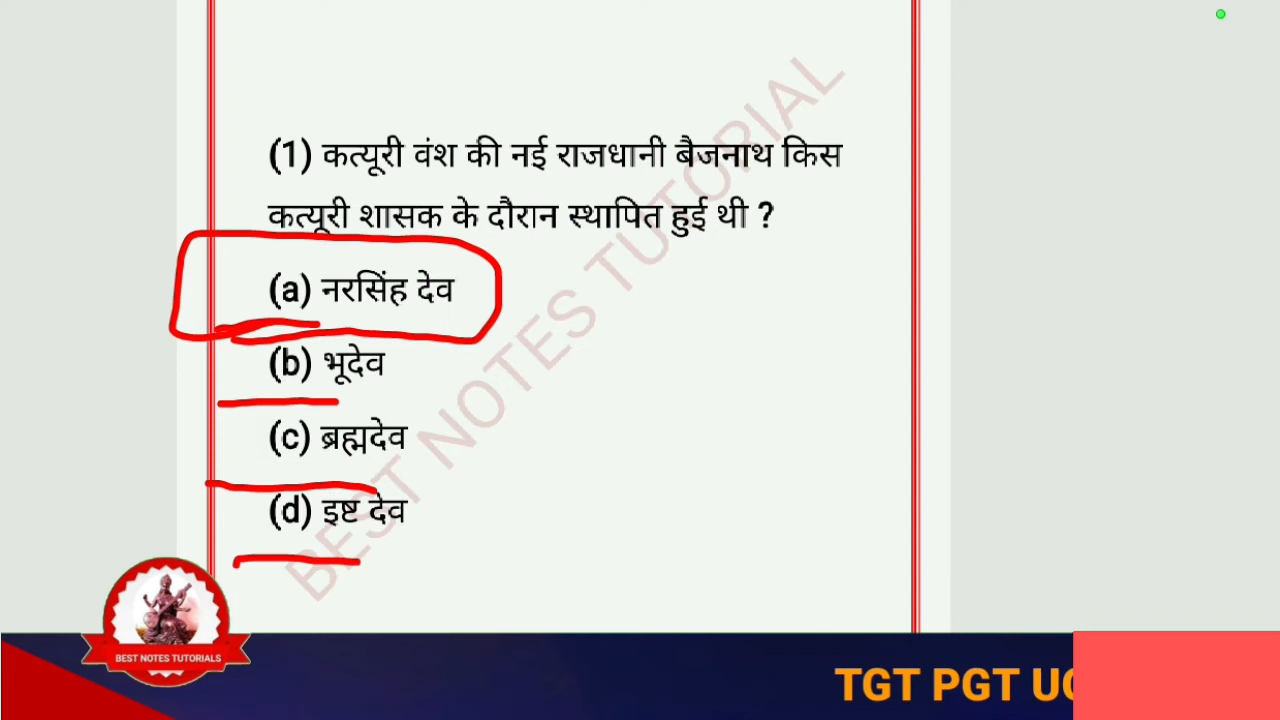 (1) कत्यूरी वंश की नई राजधानी बैजनाथ किस
कत्यूरी शासक के दौरान स्थापित हुई थी ?
(a) नरसिंह देव
(b) भूदेव
(c) ब्रह्मदेव
(d) इष्ट देव
BEST NOTES TUTORIAL
BEST NOTES TUTORIALS
TGT PGT